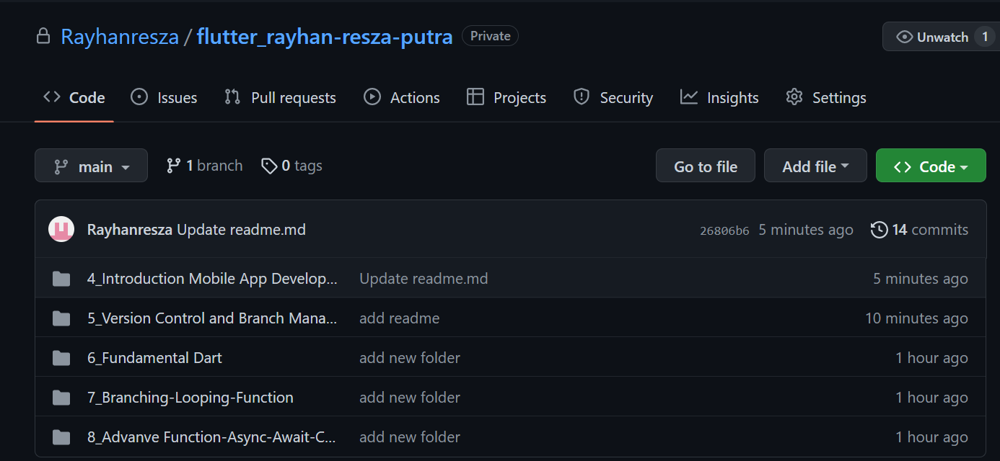 Rayhanresza / flutter_rayhan-resza-putra Private Unwatch 1
Code Issues Pull requests Actions Projects Security Insights Settings
main 1 branch 0 tags Go to file Add file Code
Rayhanresza Update readme.md 26806b6 5 minutes ago 14 commits
4_Introduction Mobile App Develop... Update readme.md 5 minutes ago
5_Version Control and Branch Mana... add readme 10 minutes ago
6_Fundamental Dart add new folder 1 hour ago
7_Branching-Looping-Function add new folder 1 hour ago
8_Advanve Function-Async-Await-C... add new folder 1 hour ago